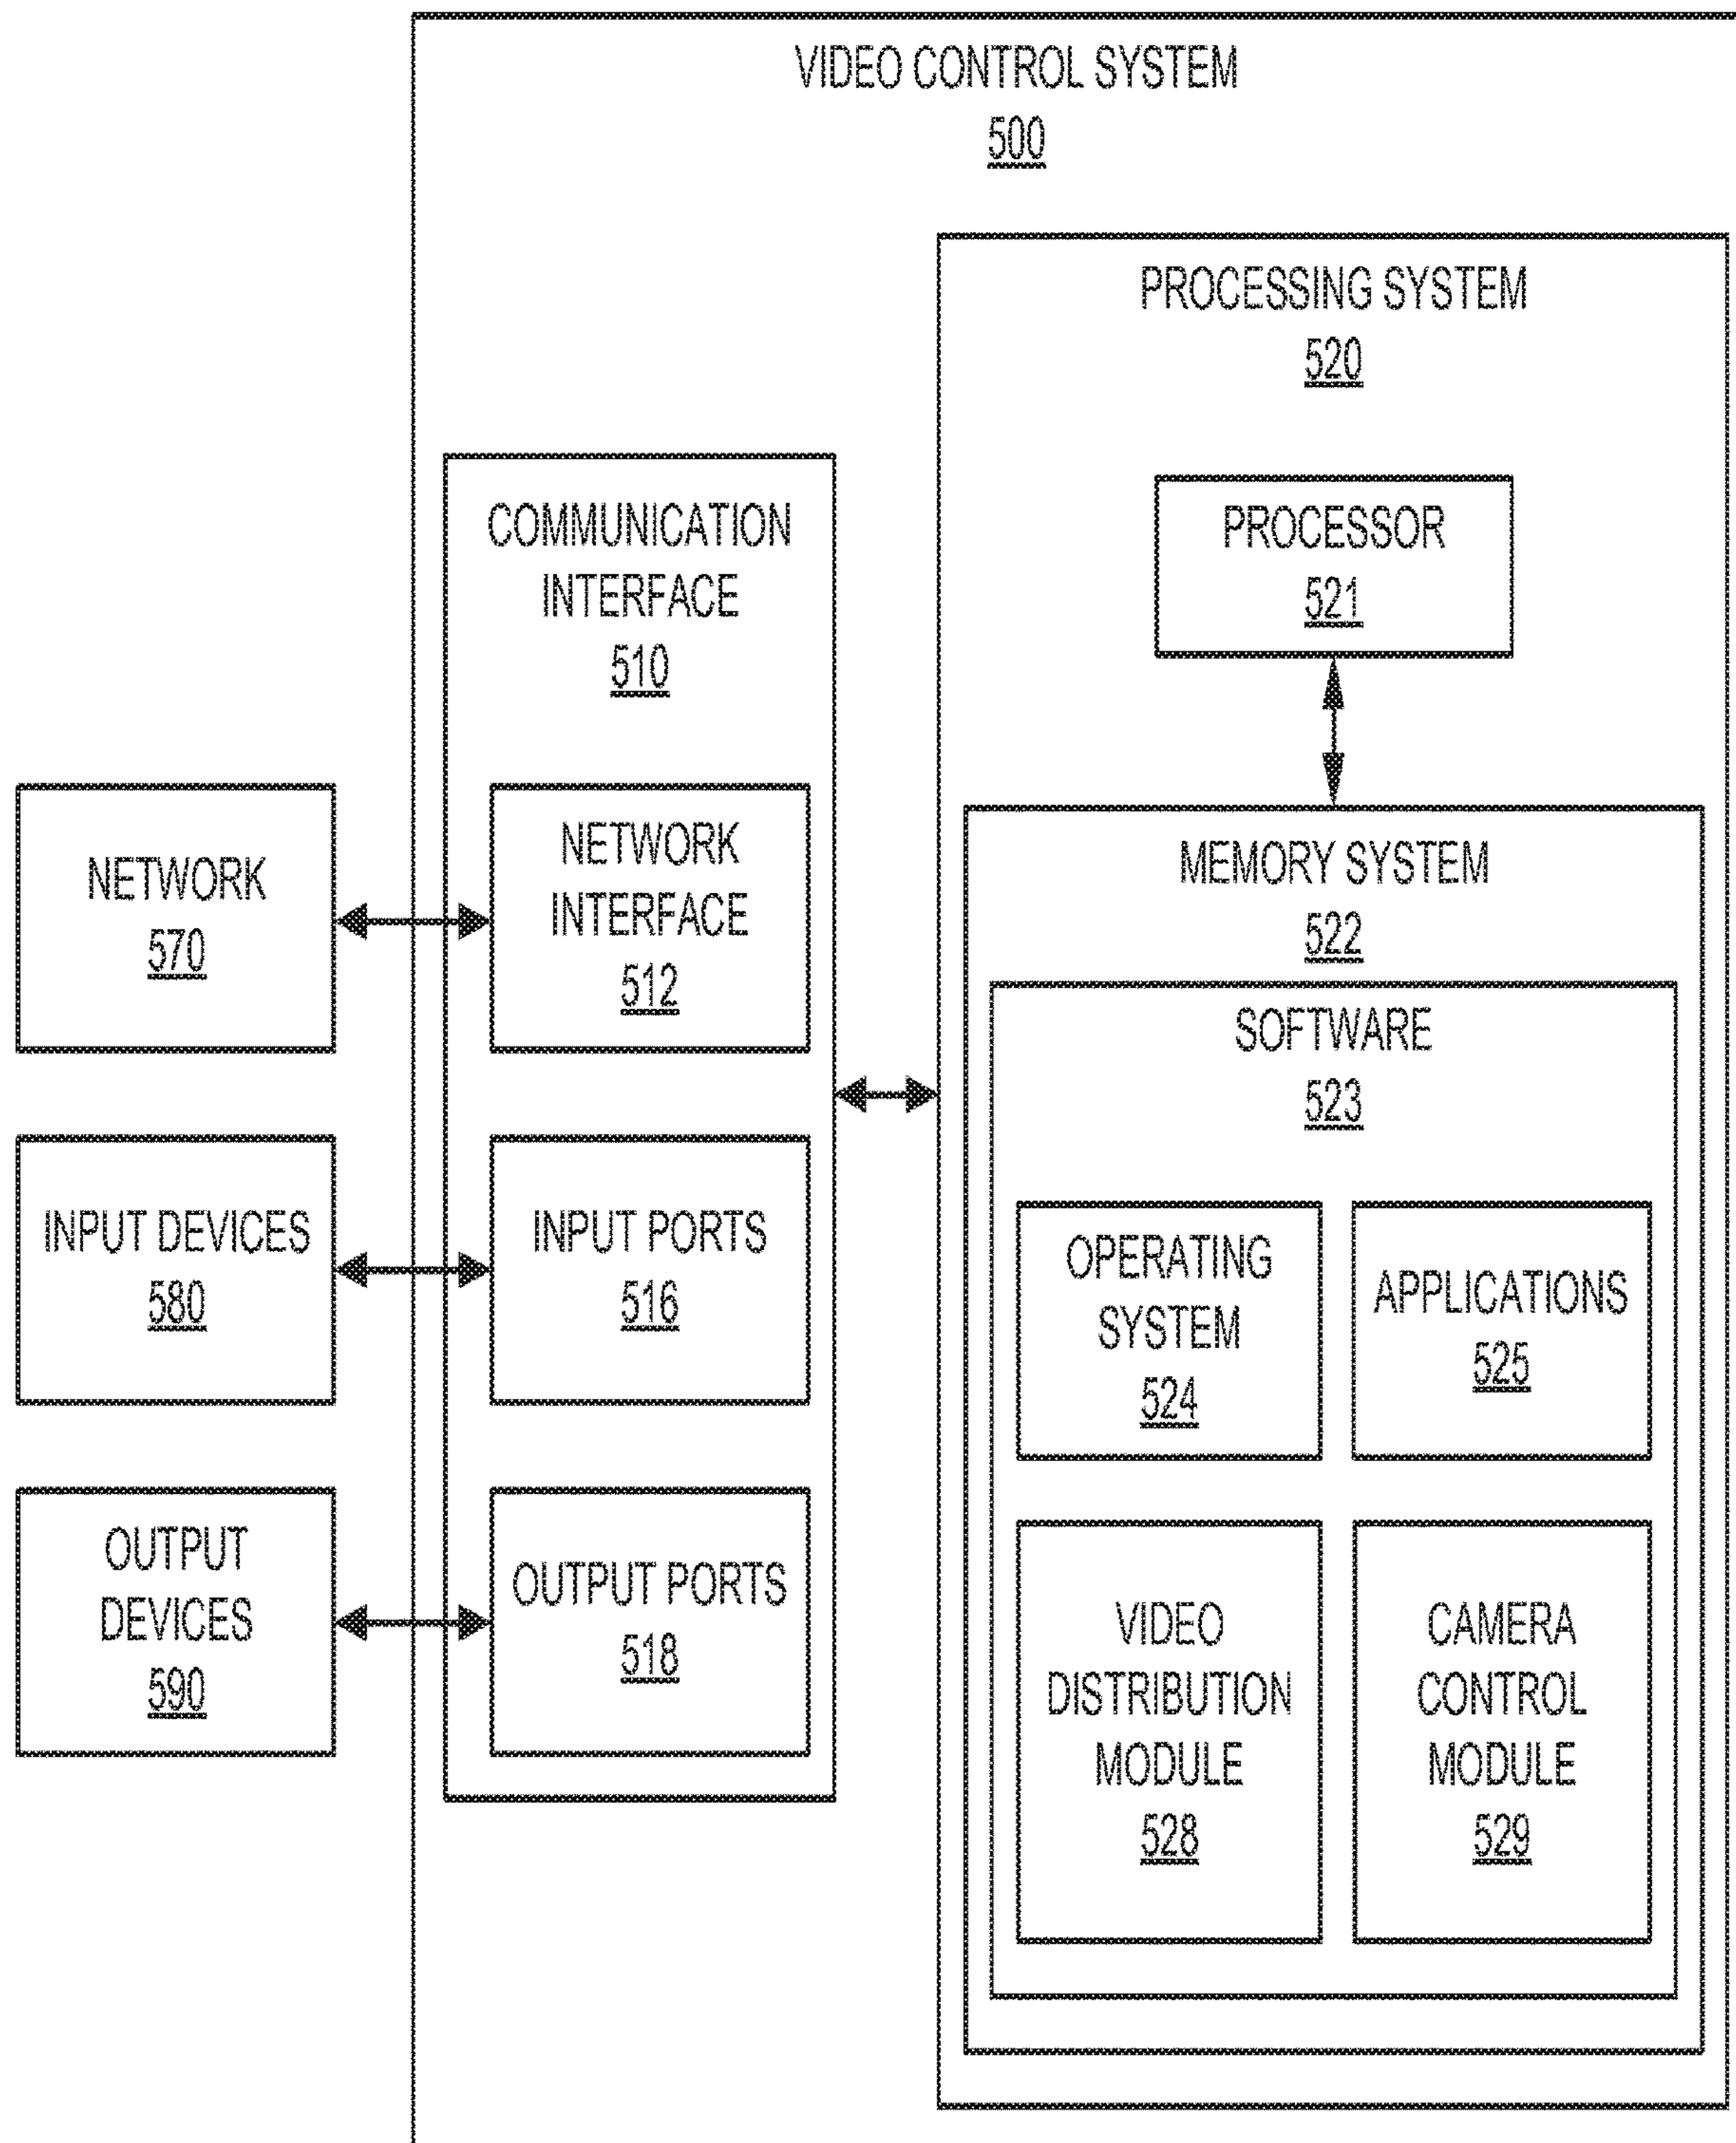 VIDEO CONTROL SYSTEM
500
PROCESSING SYSTEM
520
PROCESSOR
521
COMMUNICATION
INTERFACE
510
NETWORK
570
NETWORK
INTERFACE
512
INPUT DEVICES
580
INPUT PORTS
516
OUTPUT
DEVICES
590
OUTPUT PORTS
518
MEMORY SYSTEM
522
SOFTWARE
523
OPERATING
SYSTEM
524
APPLICATIONS
525
VIDEO
DISTRIBUTION
MODULE
528
CAMERA
CONTROL
MODULE
529